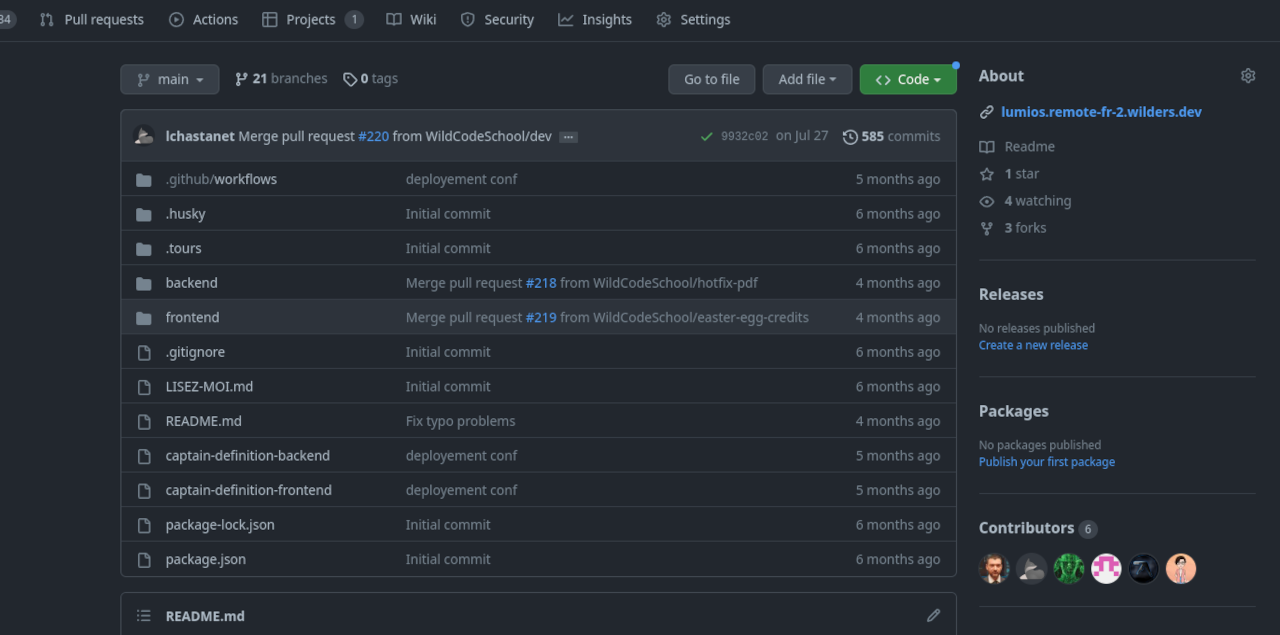 34 Pull requests Actions Projects 1 Wiki Security Insights Settings
main 21 branches 0 tags Go to file Add file Code
lchastanet Merge pull request #220 from WildCodeSchool/dev ... 9932c02 on Jul 27 585 commits
.github/workflows deployement conf 5 months ago
.husky Initial commit 6 months ago
.tours Initial commit 6 months ago
backend Merge pull request #218 from WildCodeSchool/hotfix-pdf 4 months ago
frontend Merge pull request #219 from WildCodeSchool/easter-egg-credits 4 months ago
.gitignore Initial commit 6 months ago
LISEZ-MOI.md Initial commit 6 months ago
README.md Fix typo problems 4 months ago
captain-definition-backend deployement conf 5 months ago
captain-definition-frontend deployement conf 5 months ago
package-lock.json Initial commit 6 months ago
package.json Initial commit 6 months ago
README.md
About
lumios.remote-fr-2.wilders.dev
Readme
1 star
4 watching
3 forks
Releases
No releases published
Create a new release
Packages
No packages published
Publish your first package
Contributors 6